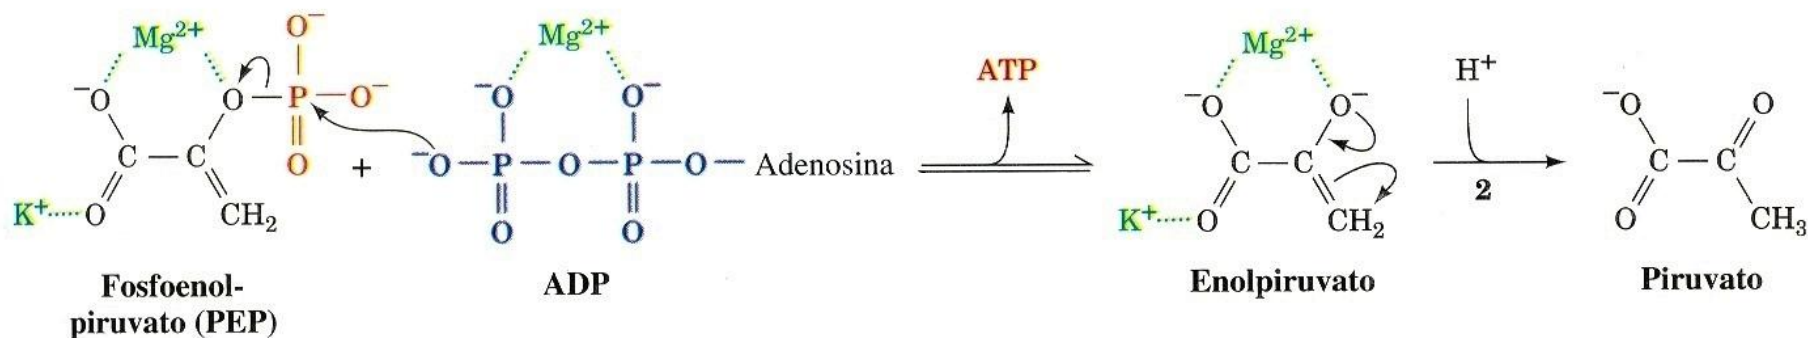 O⁻
Mg²⁺ Mg²⁺ Mg²⁺
ATP H⁺
⁻O O—P—O⁻ ⁻O O⁻ ⁻O O⁻ ⁻O O
C—C O + ⁻O—P—O—P—O—Adenosina C—C 2 C—C
K⁺ O CH₂ O O K⁺ O CH₂ O CH₃
Fosfoenol-
piruvato (PEP)
ADP
Enolpiruvato
Piruvato